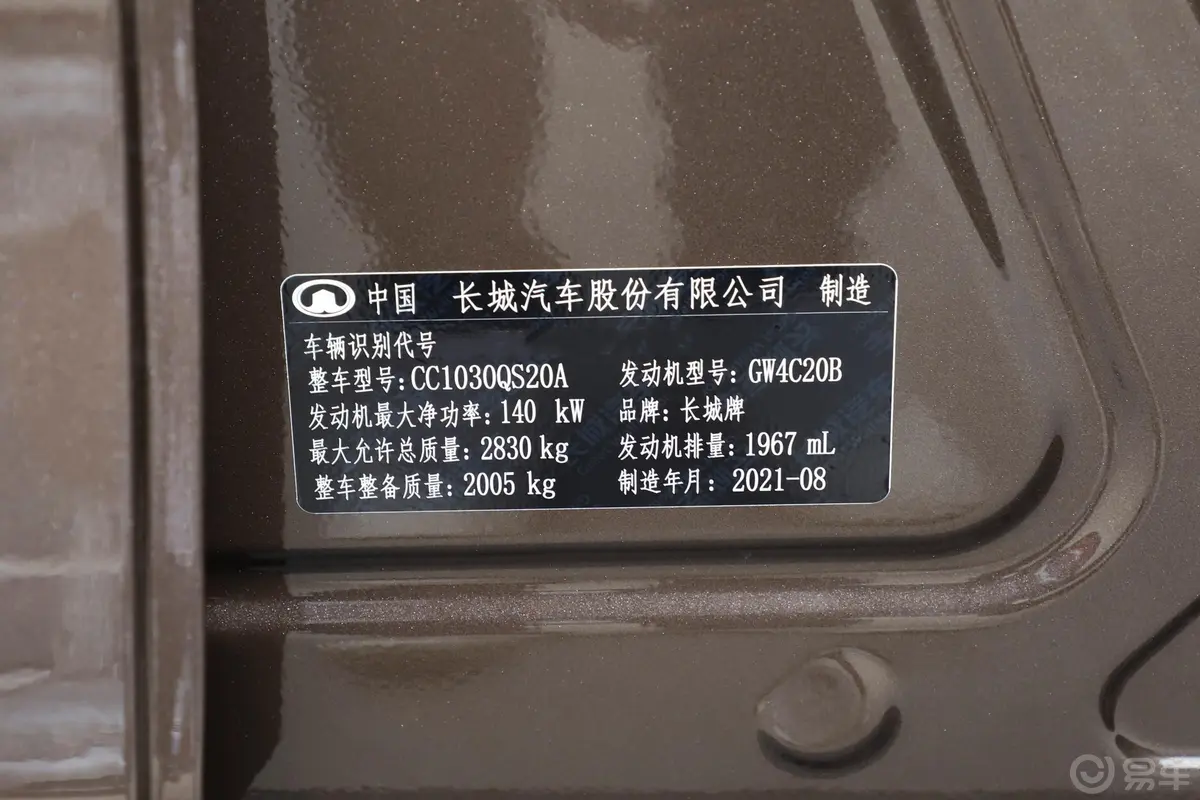 中国 长城汽车股份有限公司 制造
车辆识别代号
整车型号:CC1030QS20A 发动机型号:GW4C20B
发动机最大净功率:140 kW 品牌:长城牌
最大允许总质量:2830 kg 发动机排量:1967 mL
整车整备质量:2005 kg 制造年月:2021-08
易车